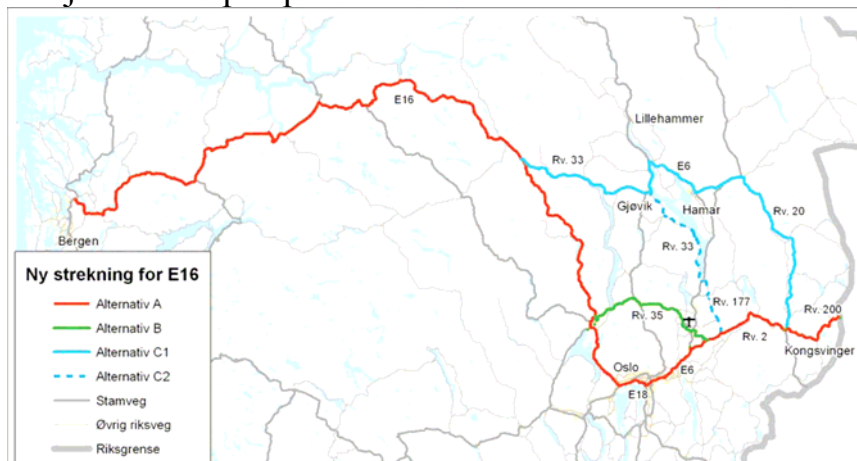 E16
Lillehammer
Rv. 33
E6
Gjøvik
Hamar
Rv. 20
Rv. 33
Bergen
Ny strekning for E16
Alternativ A
Alternativ B
Alternativ C1
Alternativ C2
Stamveg
Øvrig riksveg
Riksgrense
Rv. 177
Rv. 200
Rv. 35
Rv. 2
Kongsvinger
Oslo
E6
E18